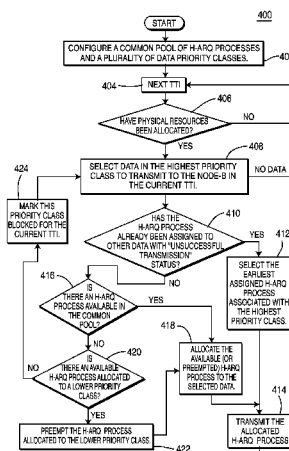 400
START
CONFIGURE A COMMON POOL OF H-ARQ PROCESSES
AND A PLURALITY OF DATA PRIORITY CLASSES.
404
NEXT TTI
406
HAVE PHYSICAL RESOURCES
BEEN ALLOCATED?
NO
YES
408
SELECT DATA IN THE HIGHEST PRIORITY
CLASS TO TRANSMIT TO THE NODE-B IN
THE CURRENT TTI.
NO DATA
424
MARK THIS
PRIORITY CLASS
BLOCKED FOR THE
CURRENT TTI.
410
HAS THE
H-ARQ PROCESS
ALREADY BEEN ASSIGNED TO
OTHER DATA WITH "UNSUCCESSFUL
TRANSMISSION"
STATUS?
YES
412
NO
SELECT THE
EARLIEST
ASSIGNED H-ARQ
PROCESS
ASSOCIATED WITH
THE HIGHEST
PRIORITY CLASS.
416
IS
THERE AN H-ARQ
PROCESS AVAILABLE IN
THE COMMON
POOL?
YES
418
ALLOCATE THE
AVAILABLE (OR
PREEMPTED) H-ARQ
PROCESS TO THE
SELECTED DATA.
NO
IS
THERE AN AVAILABLE
H-ARQ PROCESS ALLOCATED
TO A LOWER PRIORITY
CLASS?
420
NO
YES
414
TRANSMIT THE
ALLOCATED
H-ARQ PROCESS
PREEMPT THE H-ARQ PROCESS
ALLOCATED TO THE LOWER PRIORITY CLASS.
422